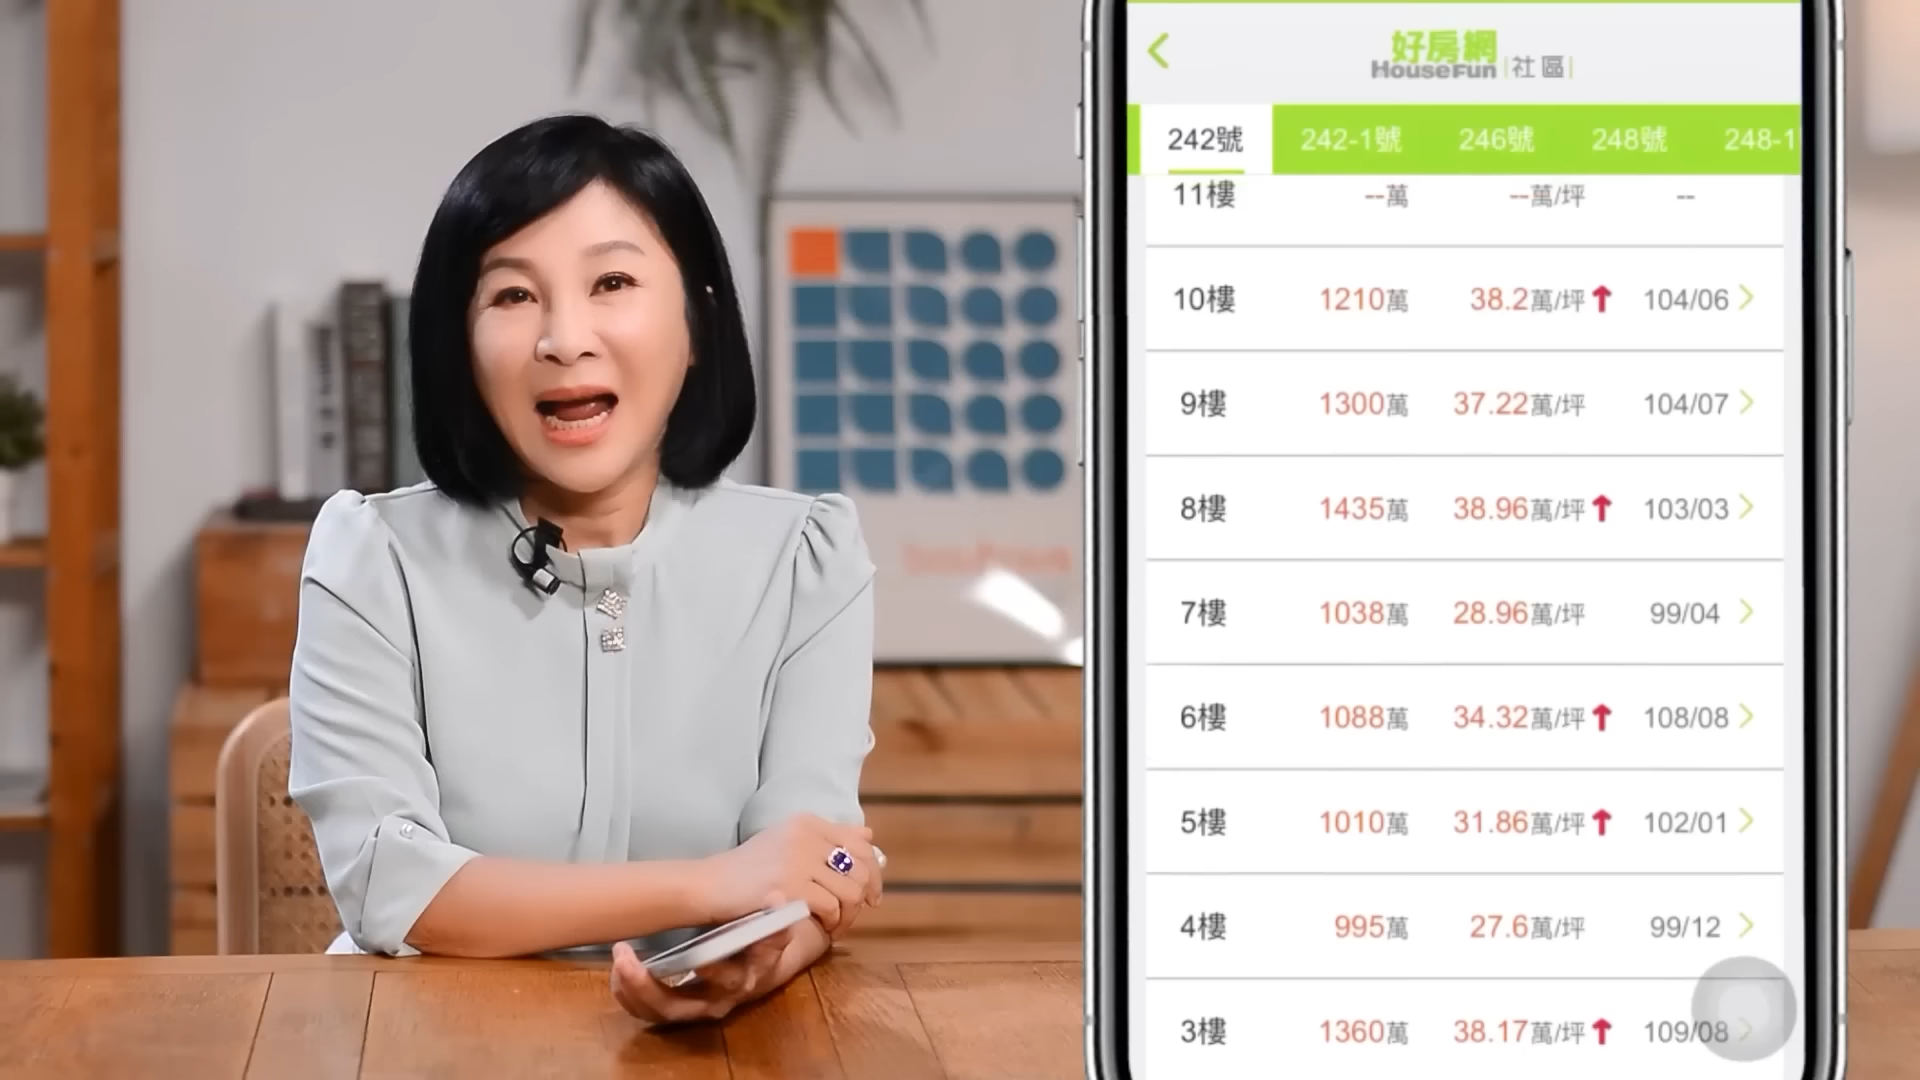 好房網
HouseFun 社區
242號 242-1號 246號 248號 248-1
11樓 --萬 --萬/坪 --
10樓 1210萬 38.2萬/坪 104/06
9樓 1300萬 37.22萬/坪 104/07
8樓 1435萬 38.96萬/坪 103/03
7樓 1038萬 28.96萬/坪 99/04
6樓 1088萬 34.32萬/坪 108/08
5樓 1010萬 31.86萬/坪 102/01
4樓 995萬 27.6萬/坪 99/12
3樓 1360萬 38.17萬/坪 109/08